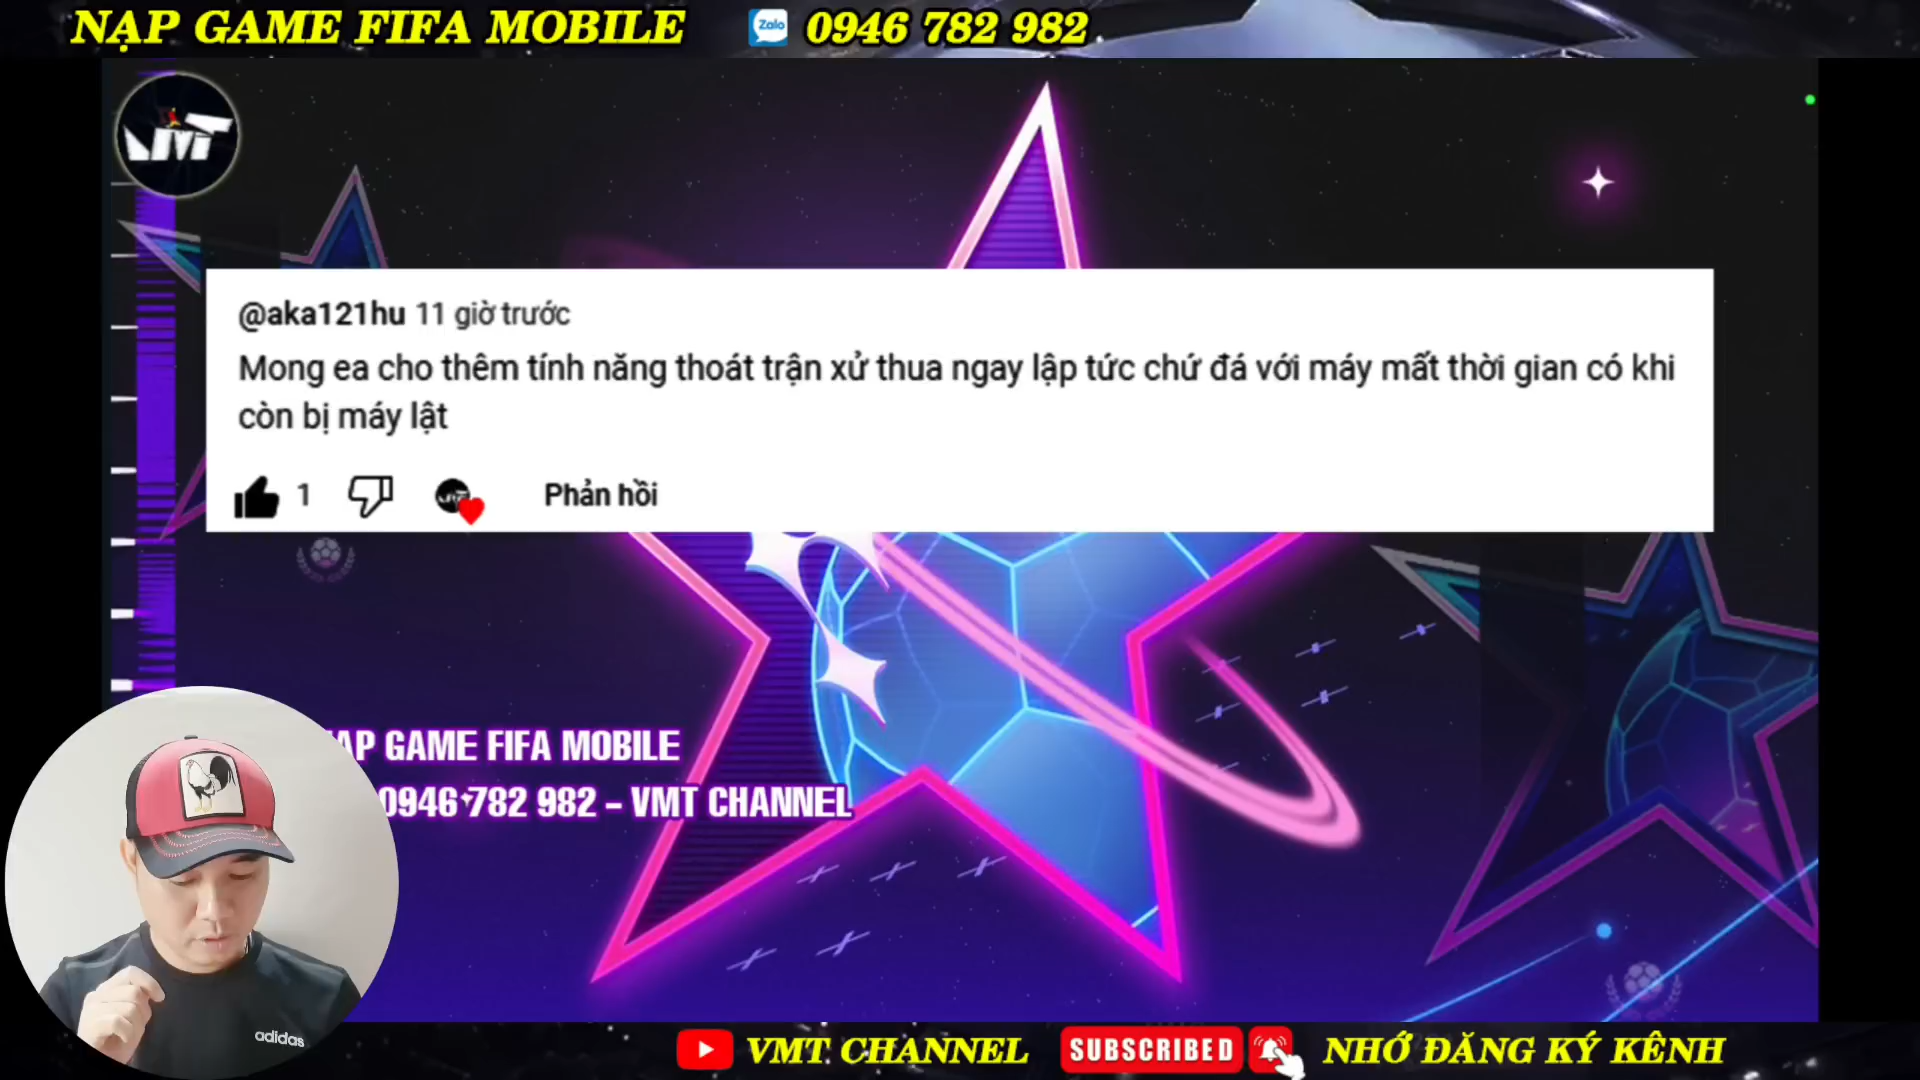 NẠP GAME FIFA MOBILE
Zalo 0946 782 982
VMT
@aka121hu 11 giờ trước
Mong ea cho thêm tính năng thoát trận xử thua ngay lập tức chứ đá với máy mất thời gian có khi
còn bị máy lật
1 Phản hồi
GAME FIFA MOBILE
0946 782 982 – VMT CHANNEL
adidas
VMT CHANNEL
SUBSCRIBED
NHỚ ĐĂNG KÝ KÊNH